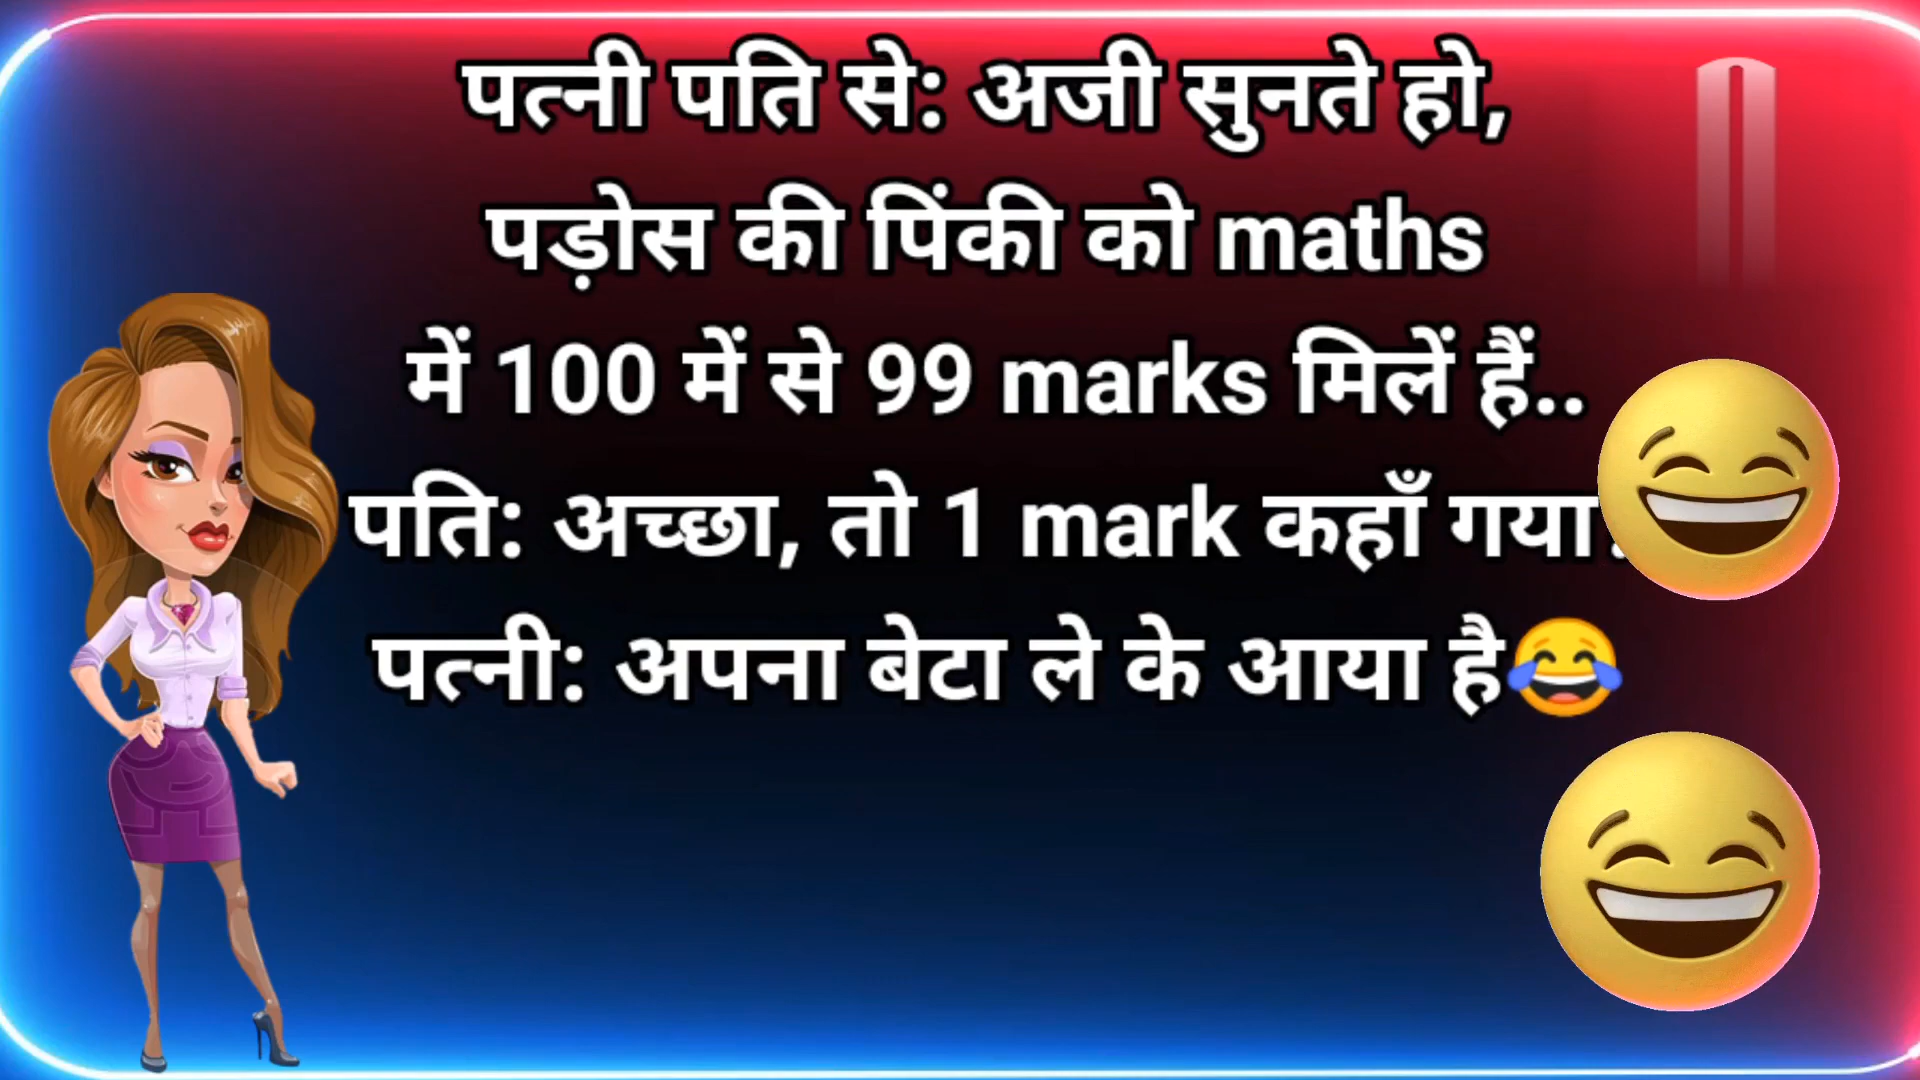 पत्नी पति से: अजी सुनते हो,
पड़ोस की पिंकी को maths
में 100 में से 99 marks मिलें हैं..
पति: अच्छा, तो 1 mark कहाँ गया?
पत्नी: अपना बेटा ले के आया है😂